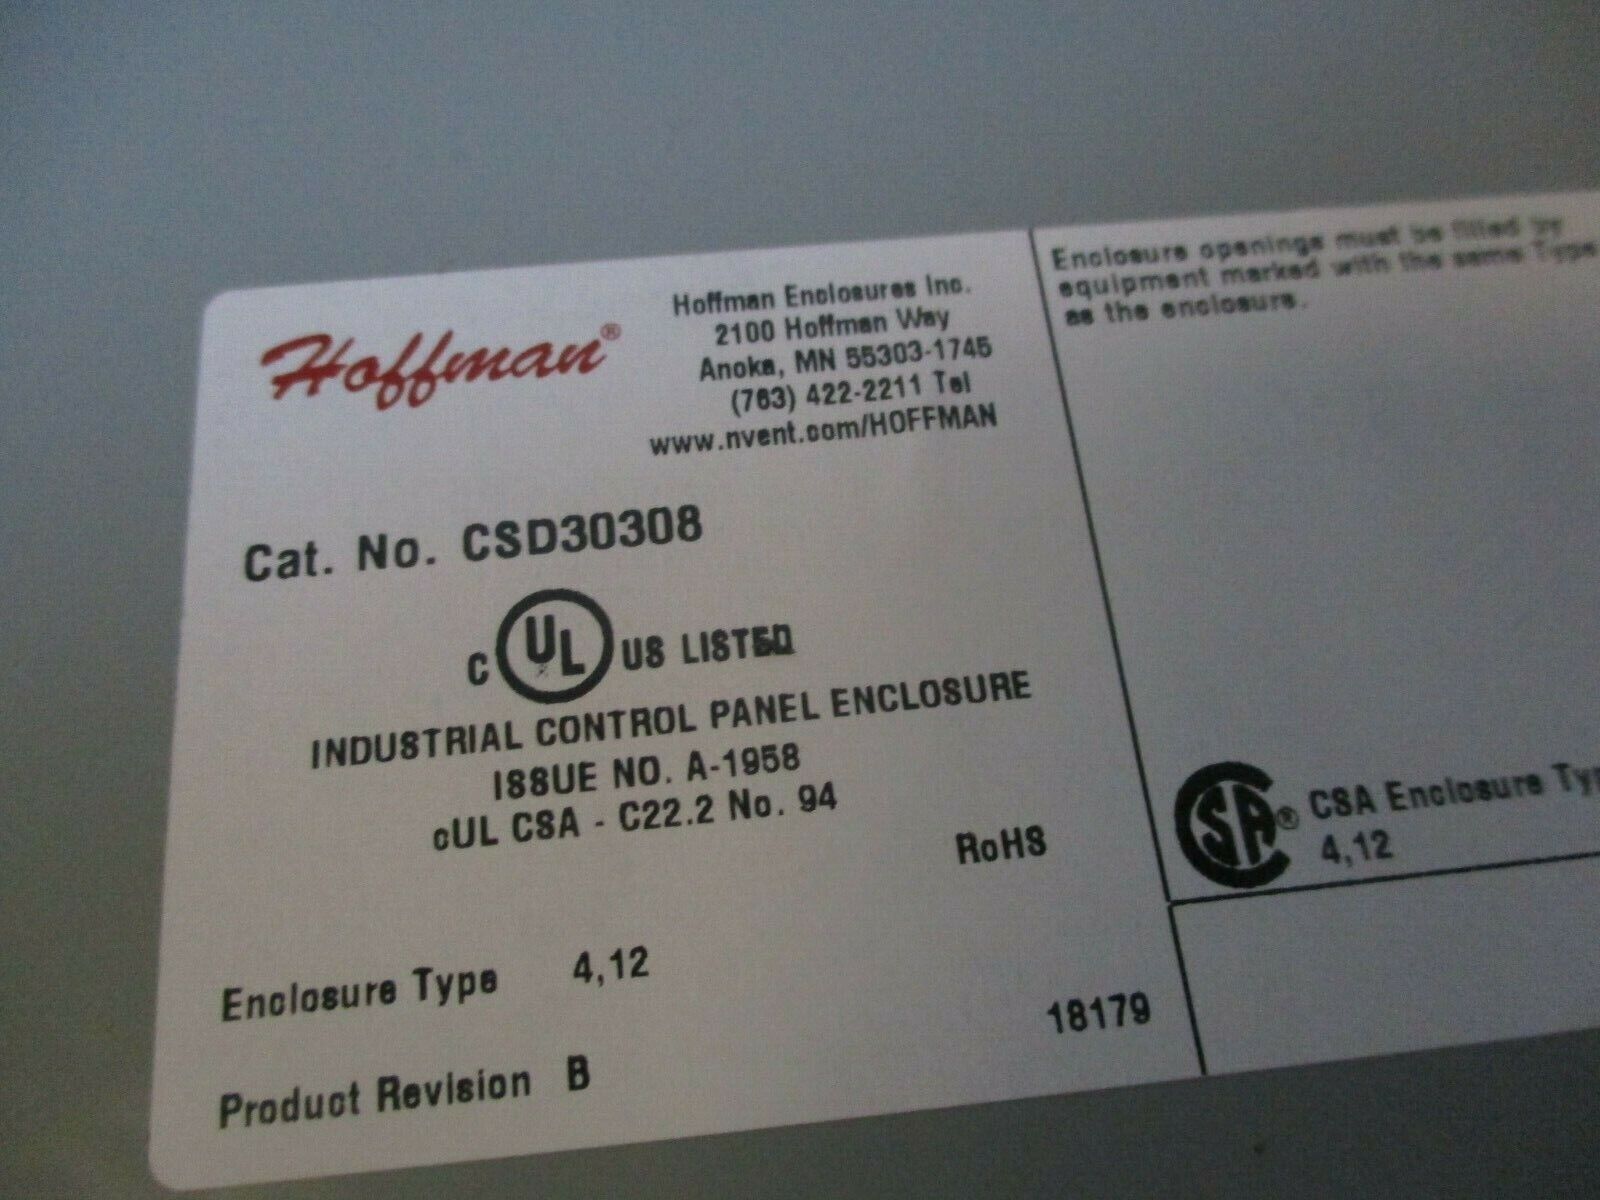 Hoffman®
Hoffman Enclosures Inc.
2100 Hoffman Way
Anoka, MN 55303-1745
(763) 422-2211 Tel
www.nvent.com/HOFFMAN
Cat. No. CSD30308
C UL US LISTED
INDUSTRIAL CONTROL PANEL ENCLOSURE
ISSUE NO. A-1958
cUL CSA - C22.2 No. 94
RoHS
Enclosure Type 4,12
18179
Product Revision B
Enclosure openings must be filled by
equipment marked with the same Type
as the enclosure.
CSA® CSA Enclosure Typ
4,12